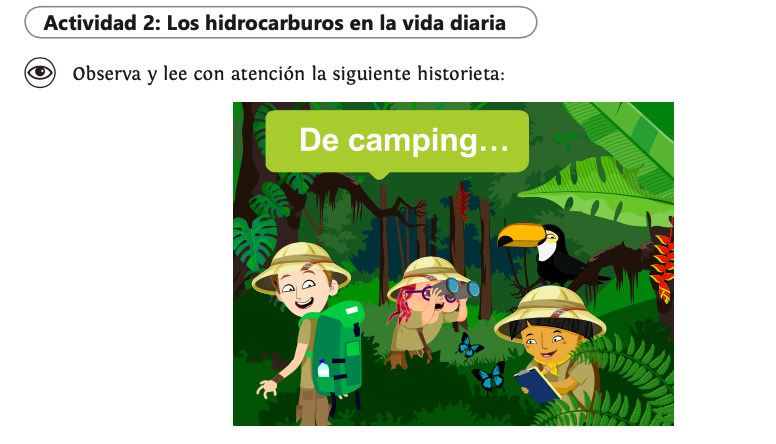 Actividad 2: Los hidrocarburos en la vida diaria
Observa y lee con atención la siguiente historieta:
De camping...